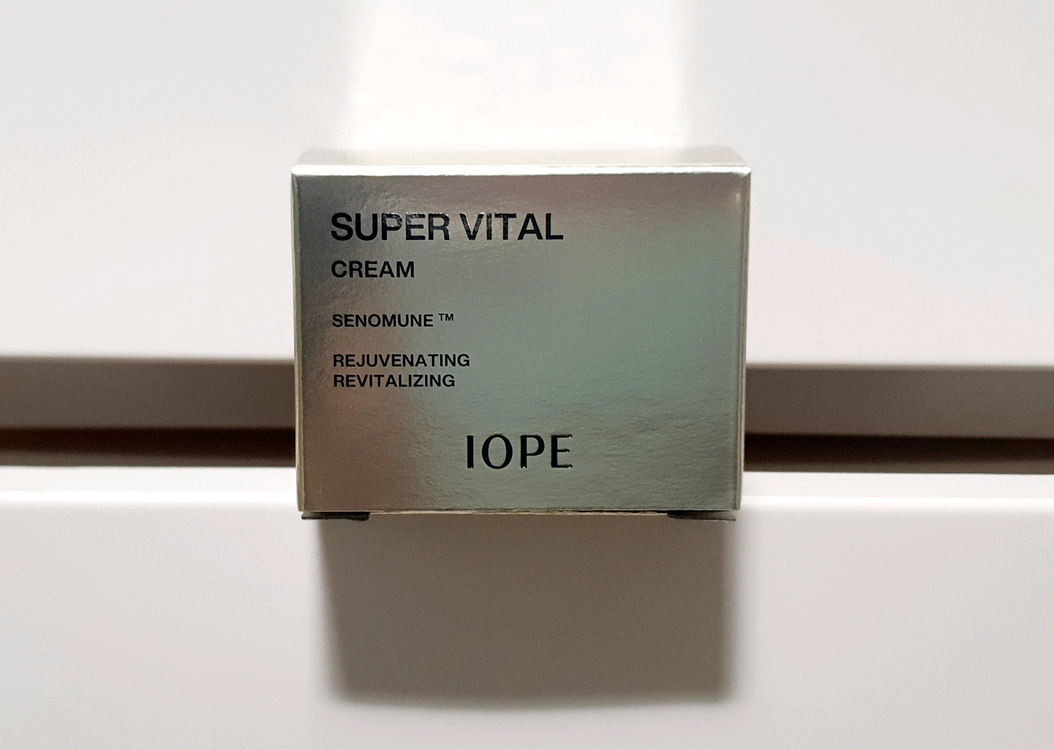 SUPER VITAL
CREAM
SENOMUNE ™
REJUVENATING
REVITALIZING
IOPE